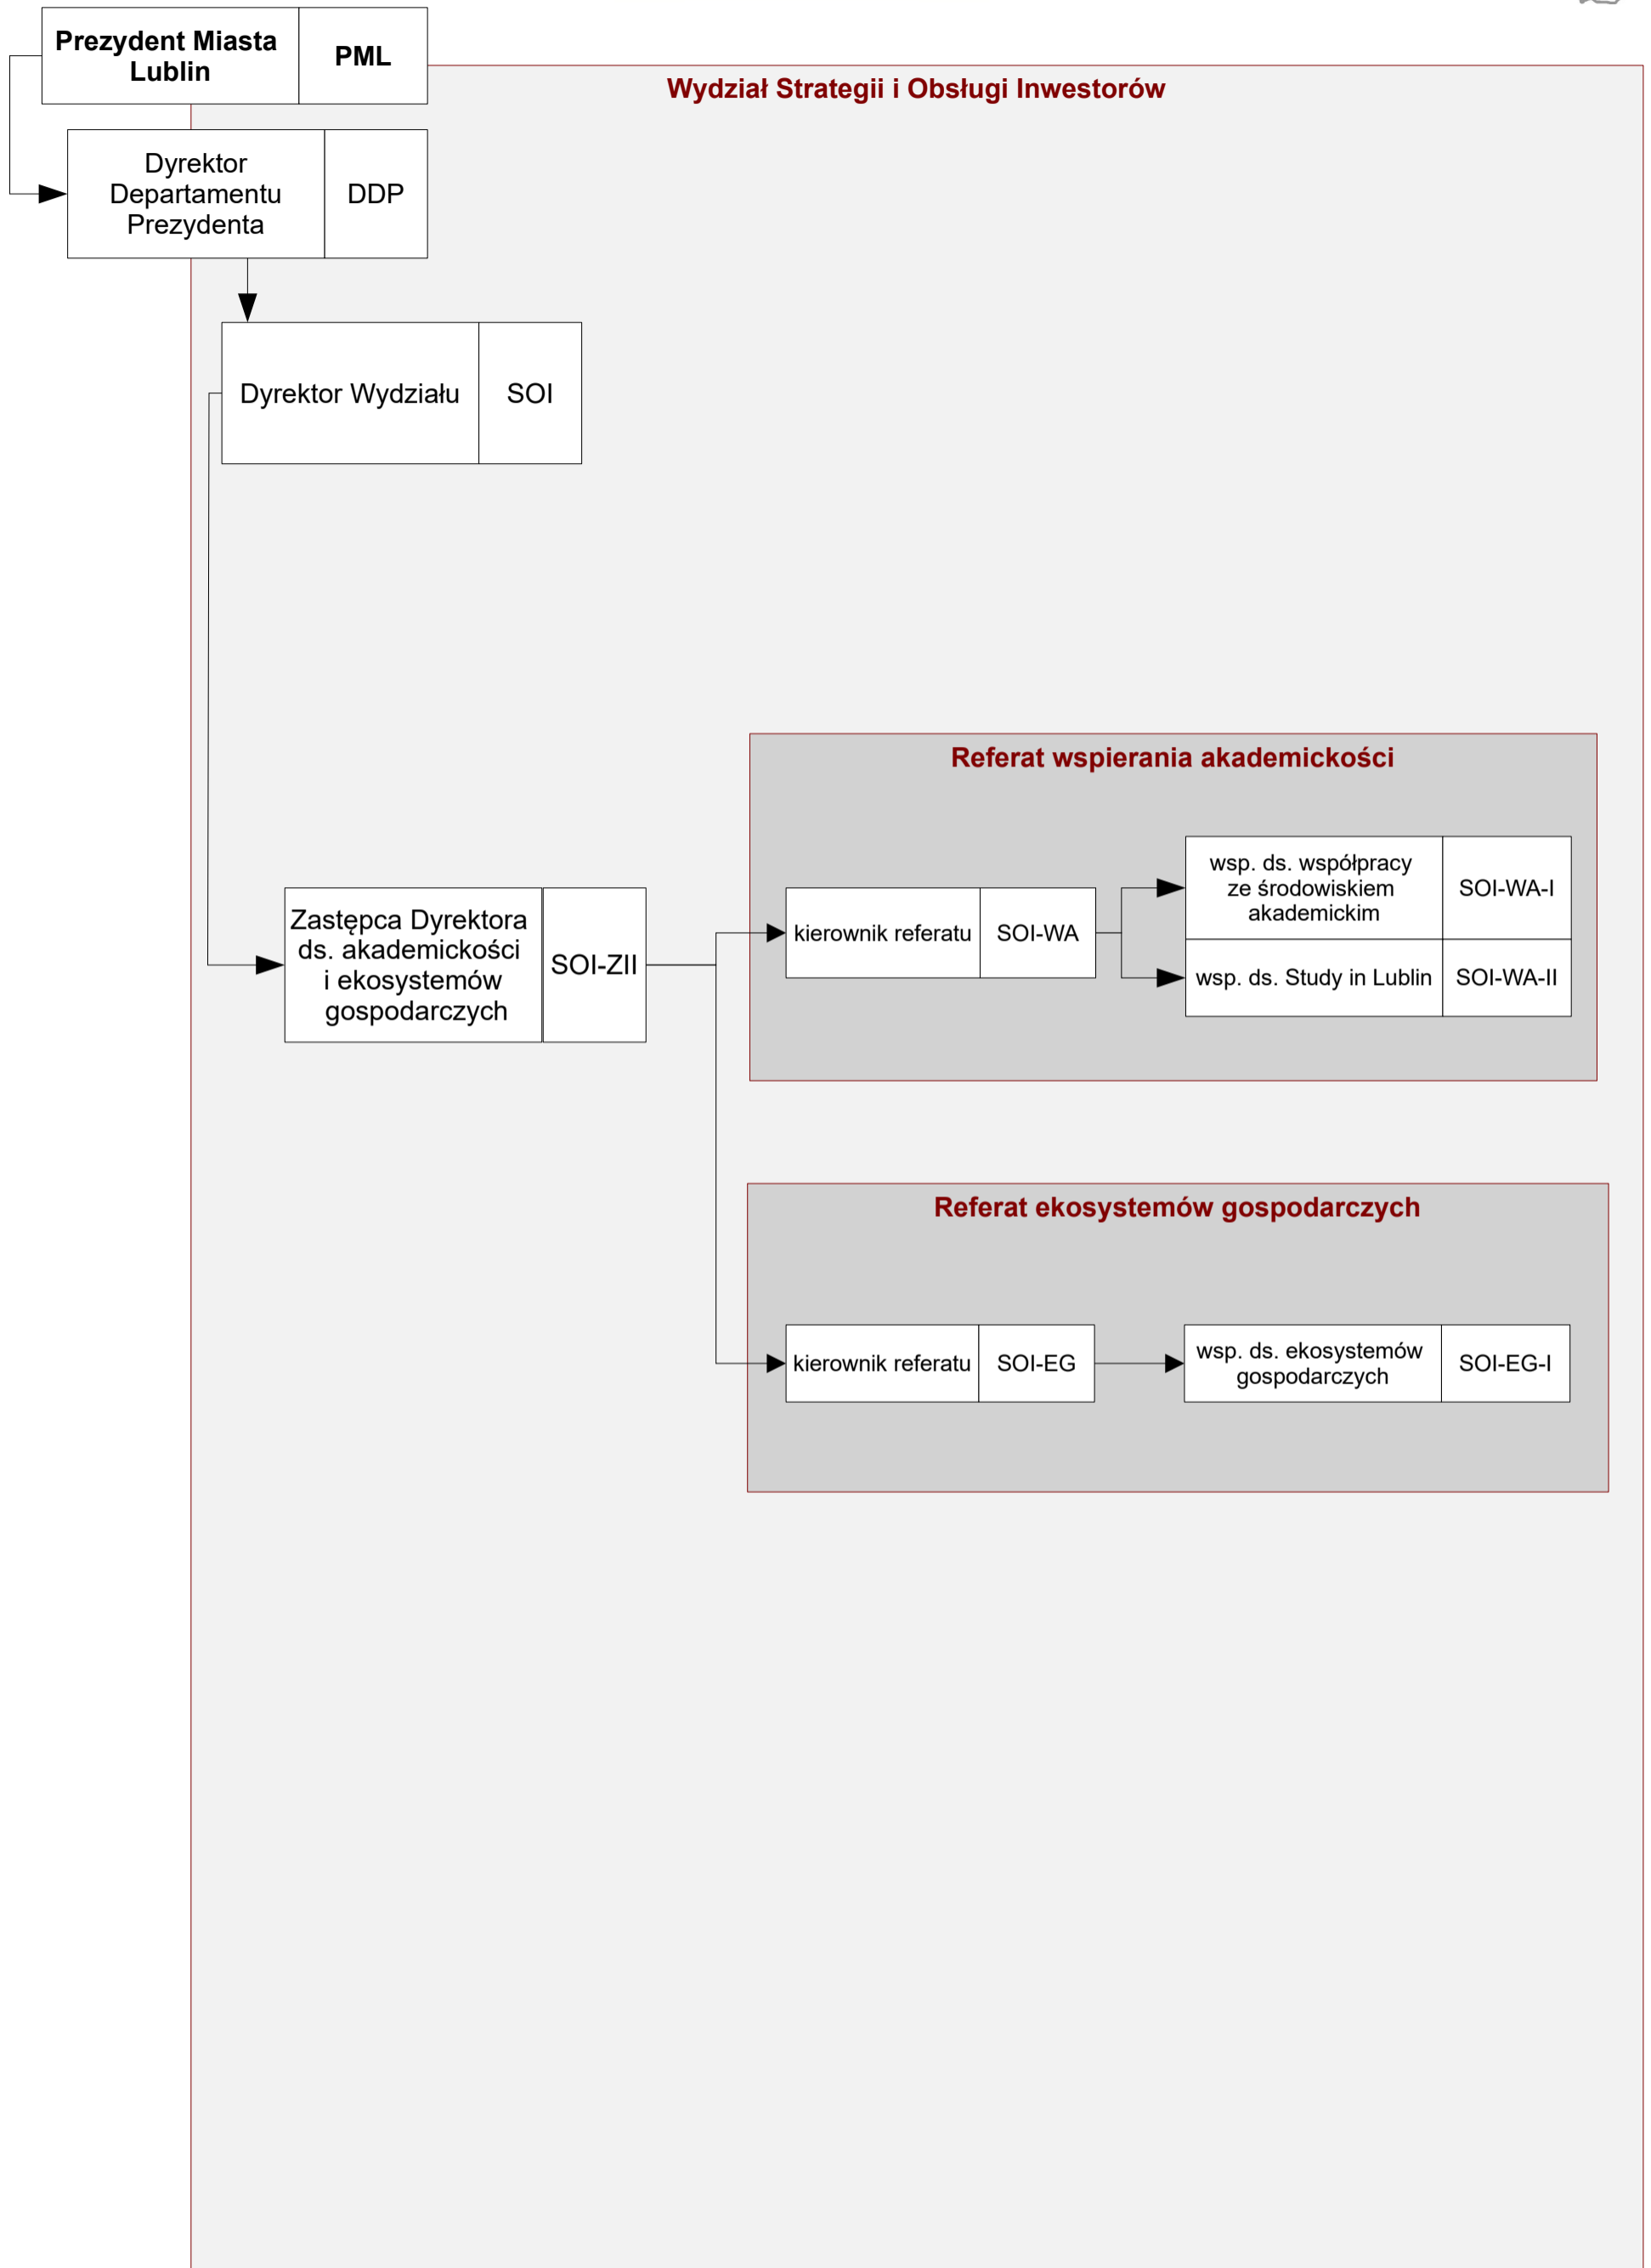 Prezydent Miasta
Lublin
PML
Wydział Strategii i Obsługi Inwestorów
Dyrektor
Departamentu
Prezydenta
DDP
Dyrektor Wydziału
SOI
Referat wspierania akademickości
Zastępca Dyrektora
ds. akademickości
i ekosystemów
gospodarczych
SOI-ZII
kierownik referatu
SOI-WA
wsp. ds. współpracy
ze środowiskiem
akademickim
SOI-WA-I
wsp. ds. Study in Lublin
SOI-WA-II
Referat ekosystemów gospodarczych
kierownik referatu
SOI-EG
wsp. ds. ekosystemów
gospodarczych
SOI-EG-I